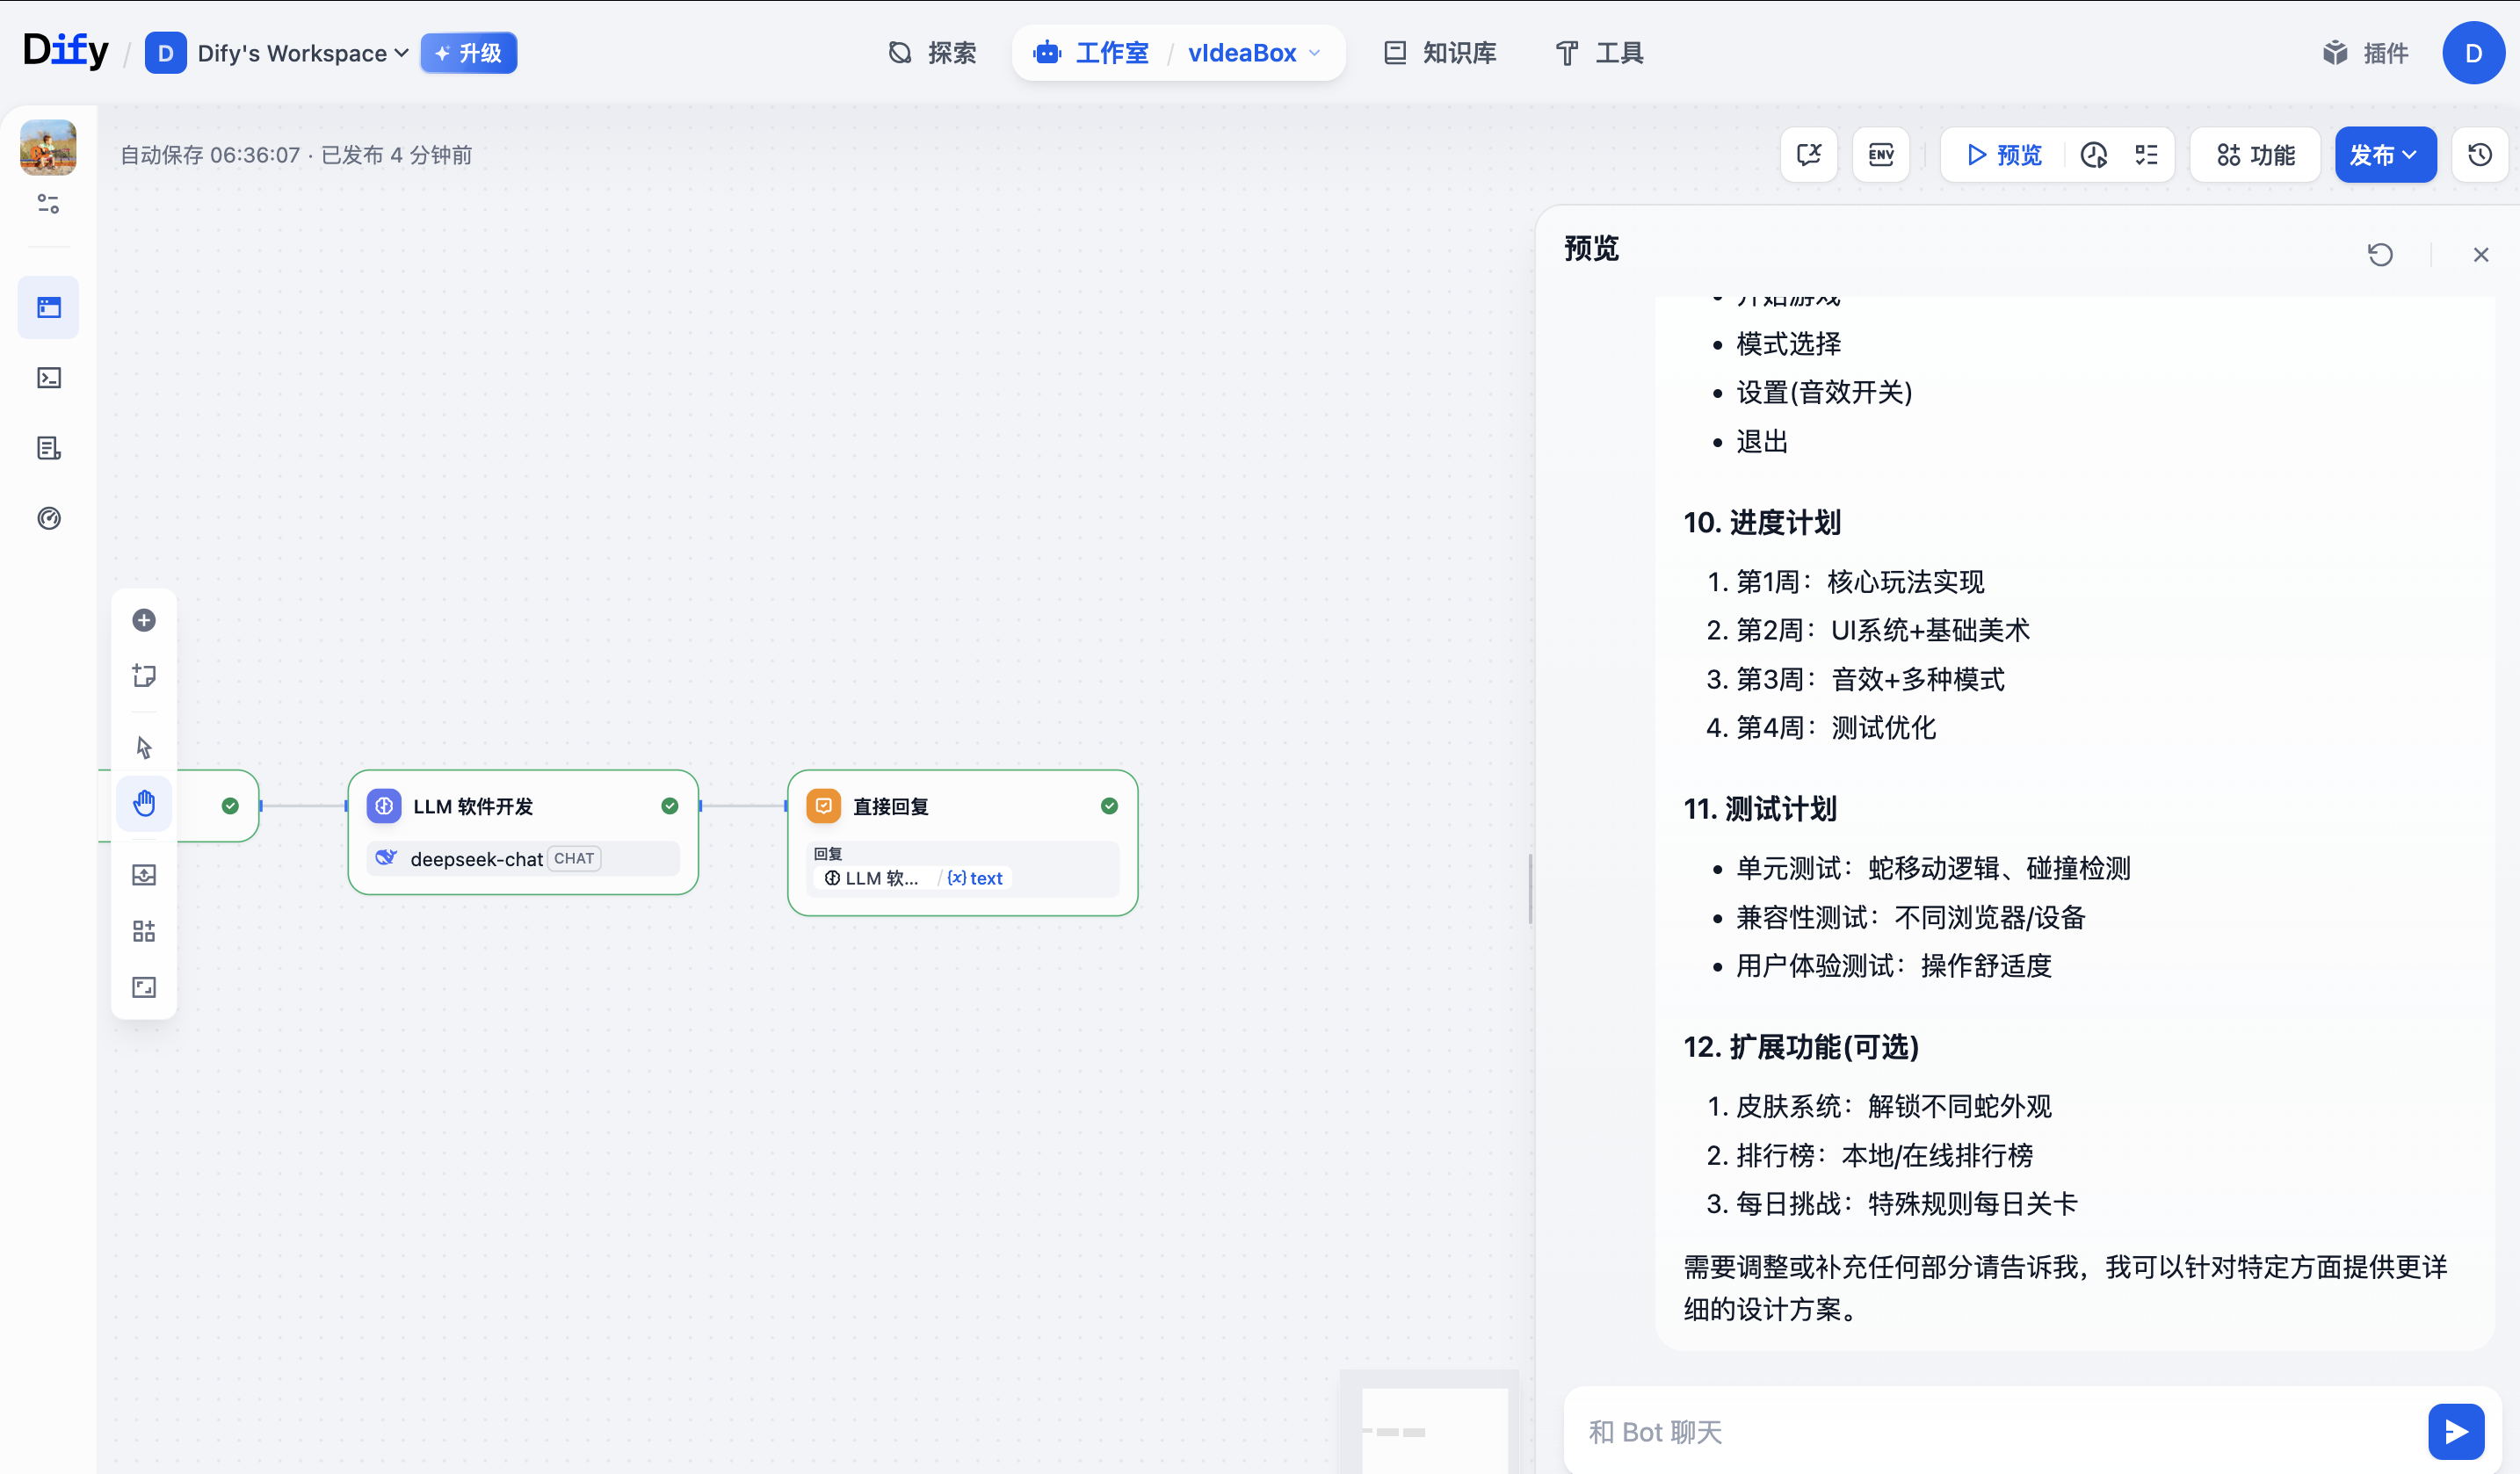 Dify / D Dify's Workspace 升级
探索
工作室 / vIdeaBox
知识库
工具
插件
D
自动保存 06:36:07 · 已发布 4 分钟前
ENV
预览
功能
发布
预览
开始游戏
模式选择
设置(音效开关)
退出
10. 进度计划
1. 第1周：核心玩法实现
2. 第2周：UI系统+基础美术
3. 第3周：音效+多种模式
4. 第4周：测试优化
11. 测试计划
单元测试：蛇移动逻辑、碰撞检测
兼容性测试：不同浏览器/设备
用户体验测试：操作舒适度
12. 扩展功能(可选)
1. 皮肤系统：解锁不同蛇外观
2. 排行榜：本地/在线排行榜
3. 每日挑战：特殊规则每日关卡
需要调整或补充任何部分请告诉我，我可以针对特定方面提供更详
细的设计方案。
和 Bot 聊天
LLM 软件开发
deepseek-chat CHAT
直接回复
回复
LLM 软... / {x} text